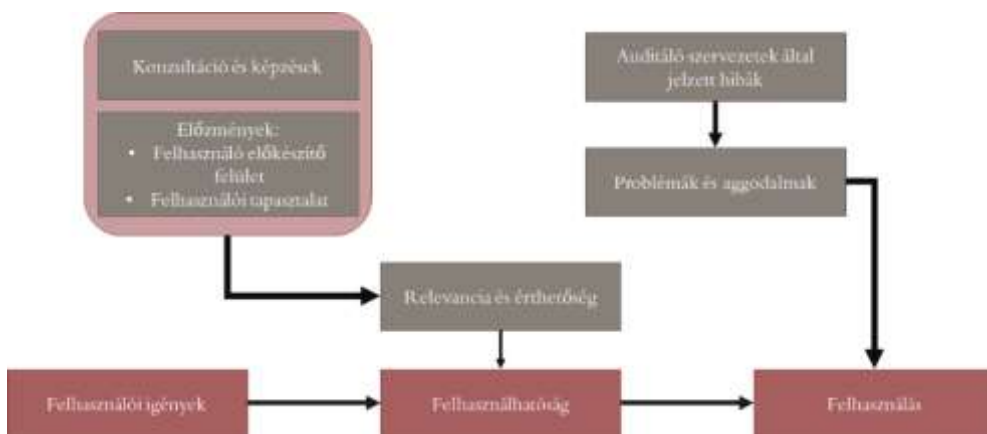 Konzultáció és képzések
Előzmények:
• Felhasználó előkészítő
felület
• Felhasználói tapasztalat
Auditáló szervezetek által
jelzett hibák
Problémák és aggodalmak
Relevancia és érthetőség
Felhasználói igények
Felhasználhatóság
Felhasználás